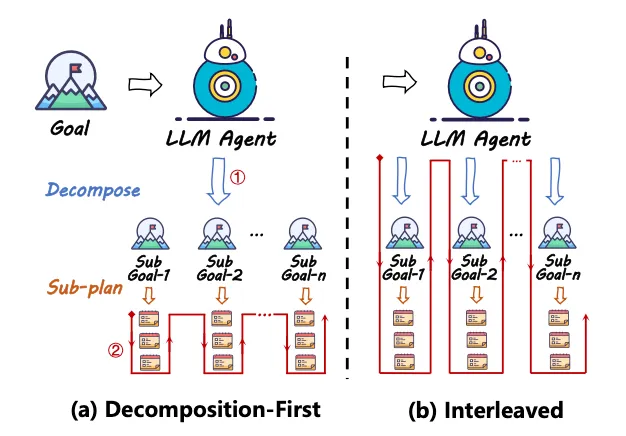 Goal
LLM Agent
①
Decompose
Sub
Goal-1
Sub
Goal-2
...
Sub
Goal-n
Sub-plan
...
②
(a) Decomposition-First
LLM Agent
...
Sub
Goal-1
Sub
Goal-2
...
Sub
Goal-n
(b) Interleaved